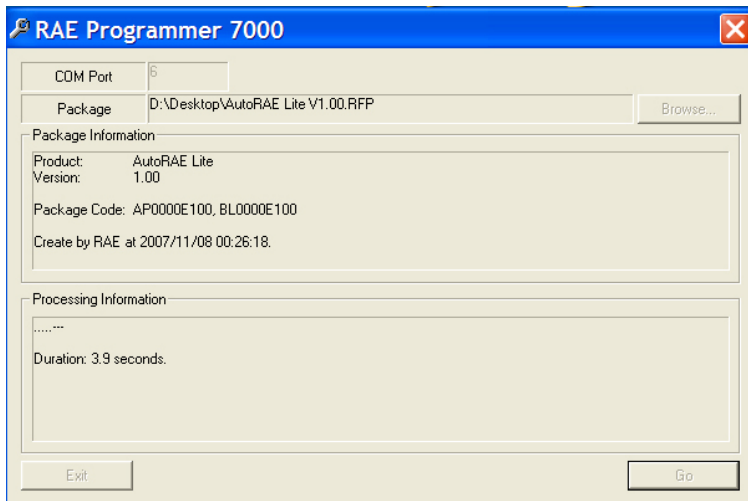 RAE Programmer 7000
COM Port 6
Package D:\Desktop\AutoRAE Lite V1.00.RFP Browse...
Package Information
Product: AutoRAE Lite
Version: 1.00
Package Code: AP0000E100, BL0000E100
Create by RAE at 2007/11/08 00:26:18.
Processing Information
.....---
Duration: 3.9 seconds.
Exit Go